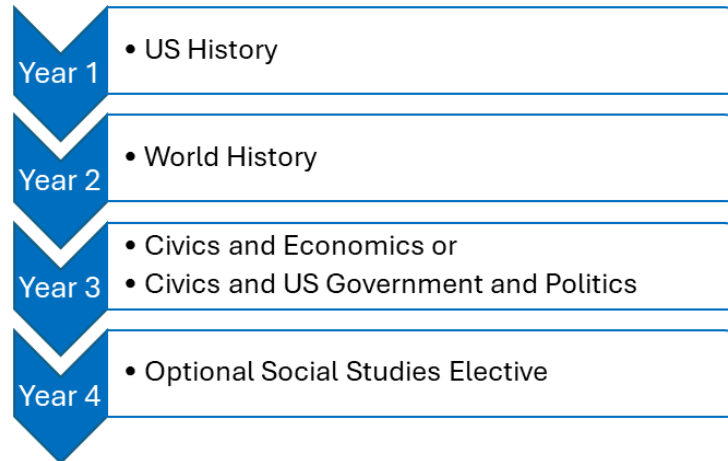 Year 1
• US History
Year 2
• World History
Year 3
• Civics and Economics or
• Civics and US Government and Politics
Year 4
• Optional Social Studies Elective